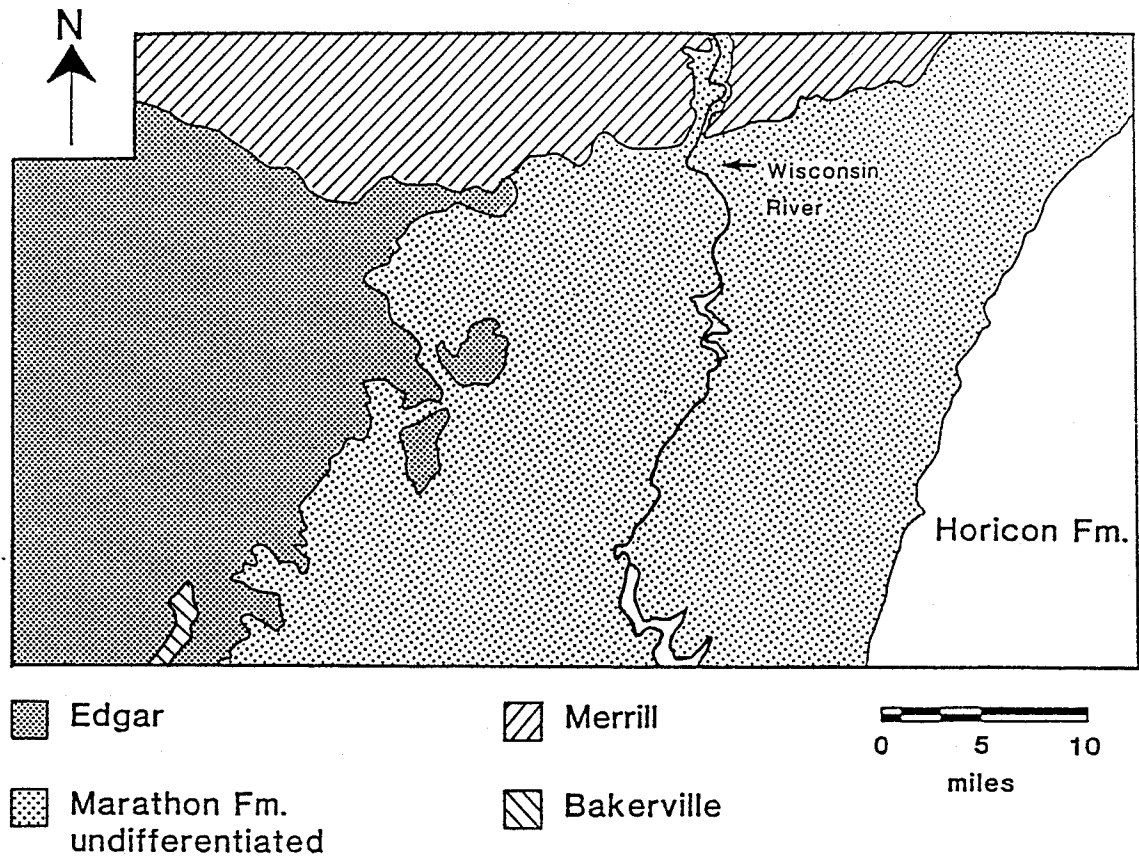 N
Wisconsin
River
Horicon Fm.
Edgar
Merrill
Marathon Fm.
undifferentiated
Bakerville
0 5 10
miles